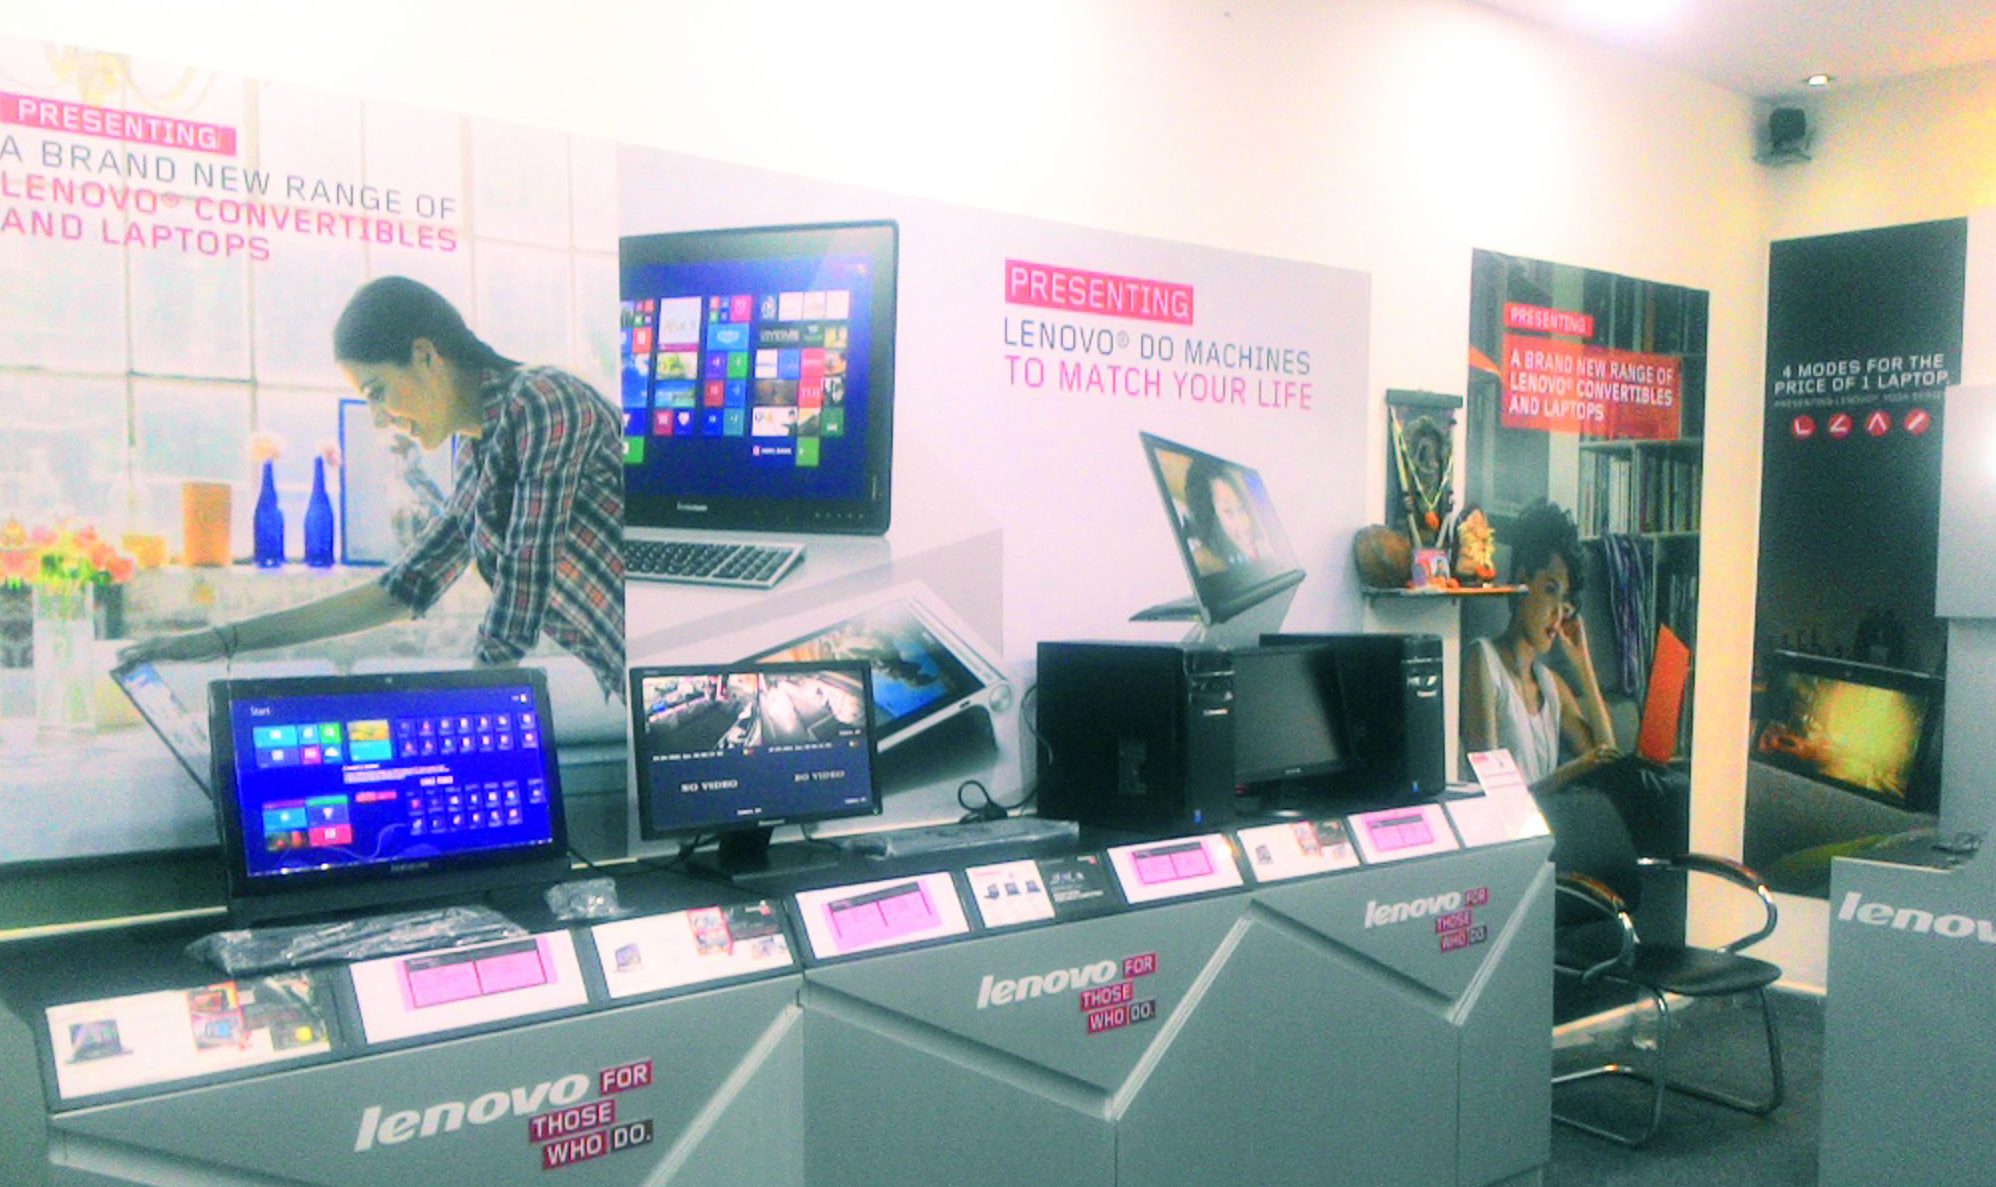 PRESENTING
A BRAND NEW RANGE OF
LENOVO® CONVERTIBLES
AND LAPTOPS
PRESENTING
LENOVO® DO MACHINES
TO MATCH YOUR LIFE
PRESENTING
A BRAND NEW RANGE OF
LENOVO® CONVERTIBLES
AND LAPTOPS
4 MODES FOR THE
PRICE OF 1 LAPTOP.
Start
NO VIDEO
NO VIDEO
lenovo FOR
THOSE
WHO DO.
lenovo FOR
THOSE
WHO DO.
lenovo FOR
THOSE
WHO DO.
lenov